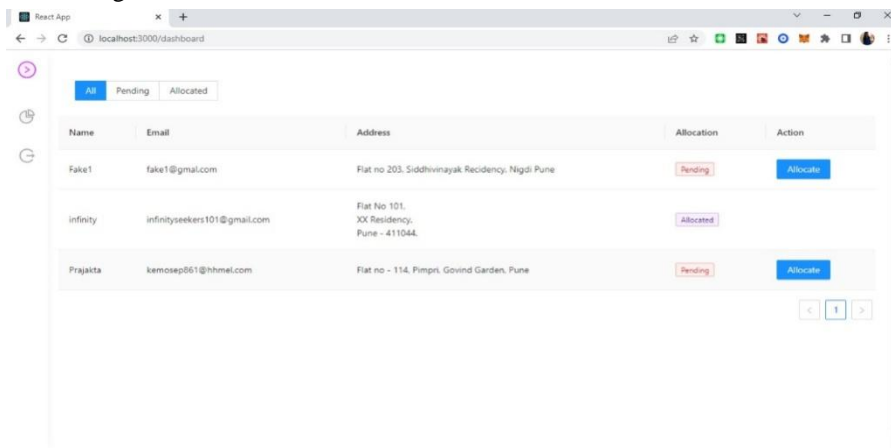 React App
localhost:3000/dashboard
All Pending Allocated
Name Email Address Allocation Action
Fake1 fake1@gmal.com Flat no 203, Siddhivinayak Recidency, Nigdi Pune Pending Allocate
infinity infinityseekers101@gmail.com Flat No 101,
XX Residency,
Pune - 411044. Allocated
Prajakta kemosep861@hhmel.com Flat no - 114, Pimpri, Govind Garden, Pune Pending Allocate
< 1 >